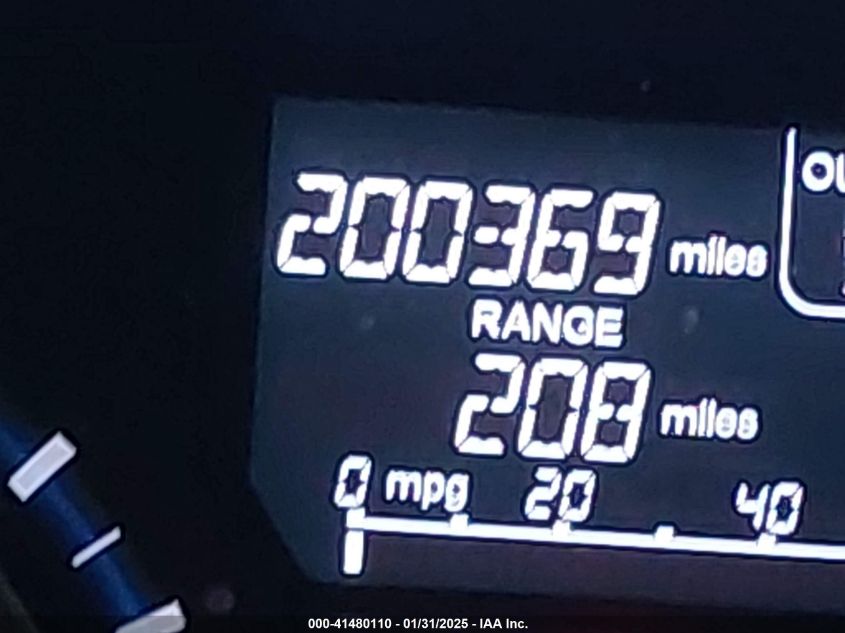 200369 miles
RANGE
208 miles
0 mpg 20 40
000-41480110 - 01/31/2025 - IAA Inc.